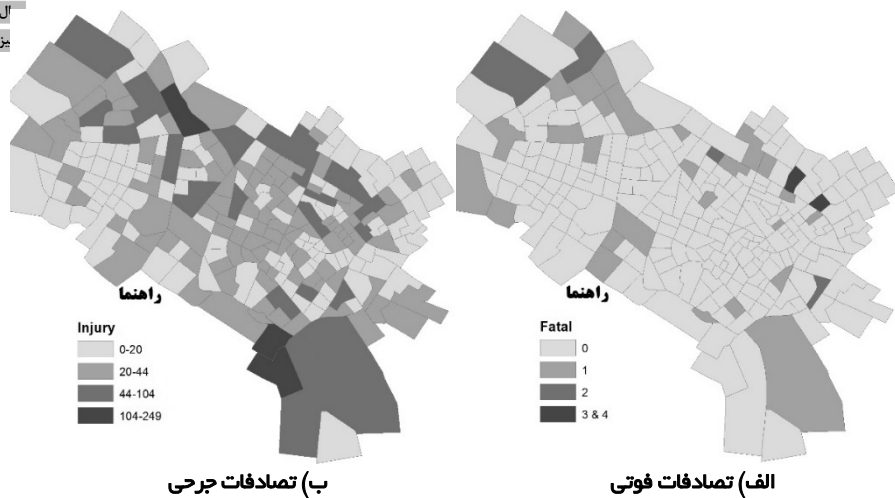 راهنما
Injury
0-20
20-44
44-104
104-249
راهنما
Fatal
0
1
2
3 & 4
ب) تصادفات جرحی
الف) تصادفات فوتی